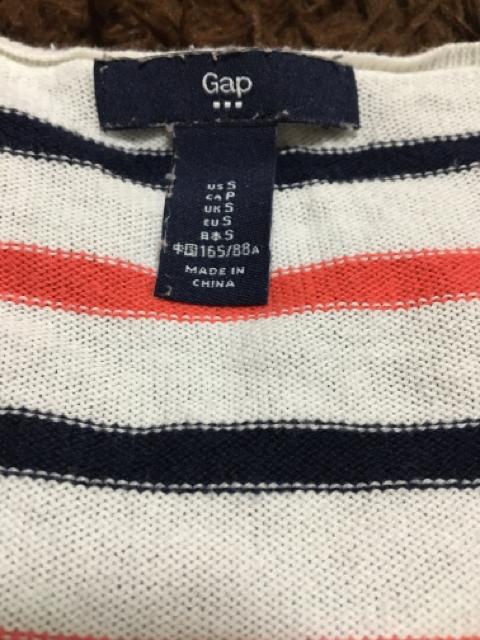 Gap
US S
CA P
UK S
EU S
日本 S
中国 165/88A
MADE IN
CHINA